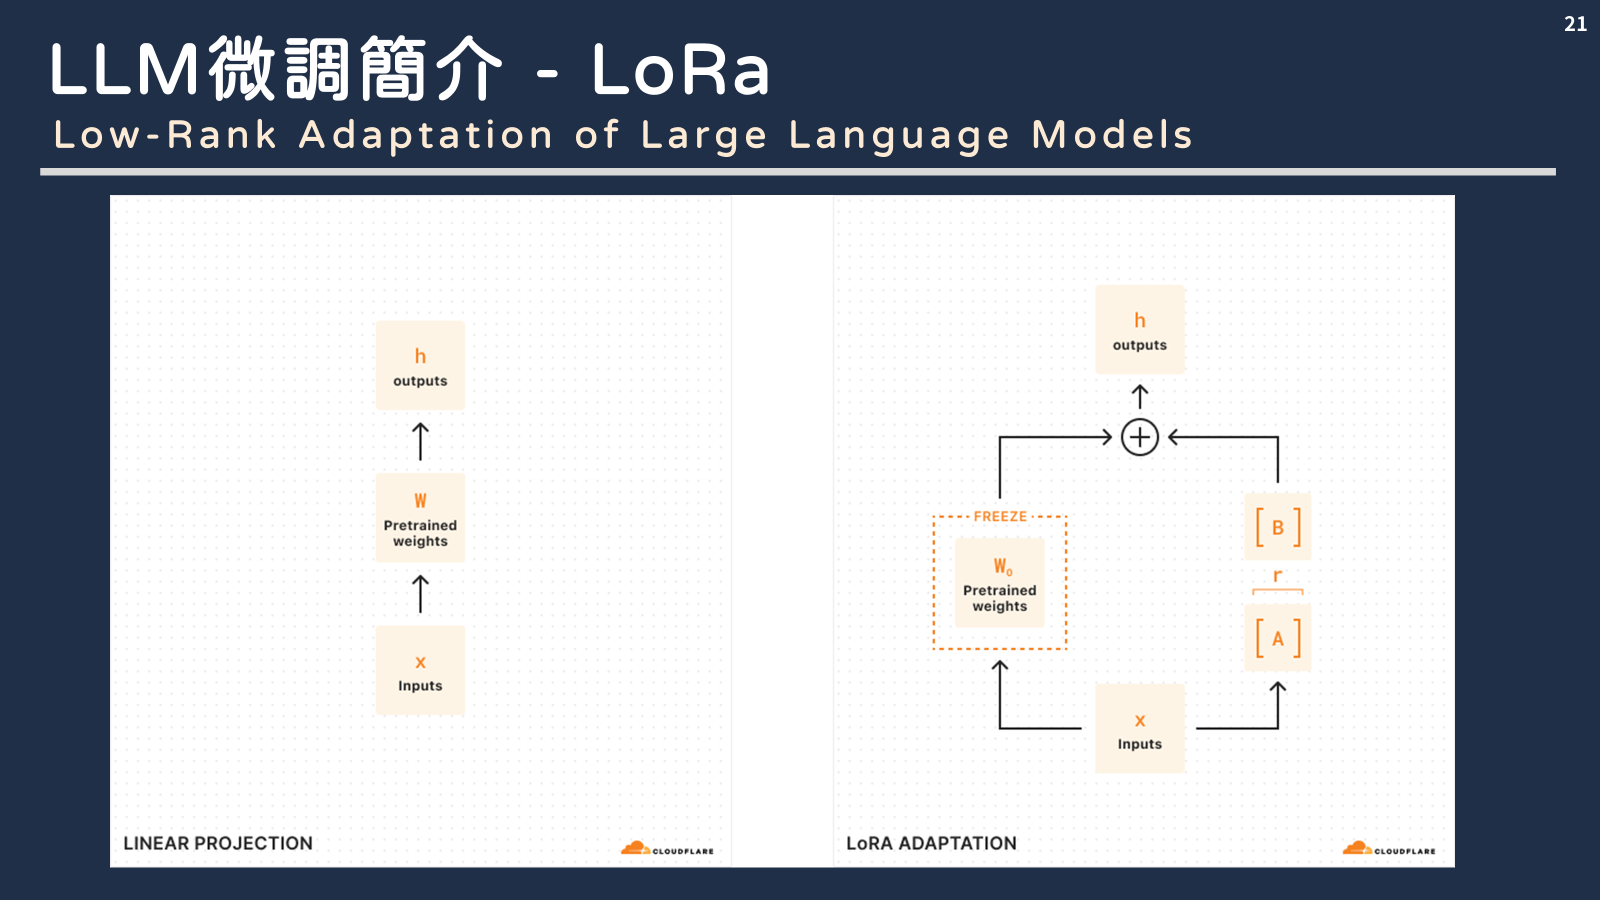 21
LLM微調簡介 - LoRa
Low-Rank Adaptation of Large Language Models
h
outputs
W
Pretrained
weights
x
Inputs
LINEAR PROJECTION
CLOUDFLARE
h
outputs
FREEZE
W₀
Pretrained
weights
[B]
r
[A]
x
Inputs
LoRA ADAPTATION
CLOUDFLARE